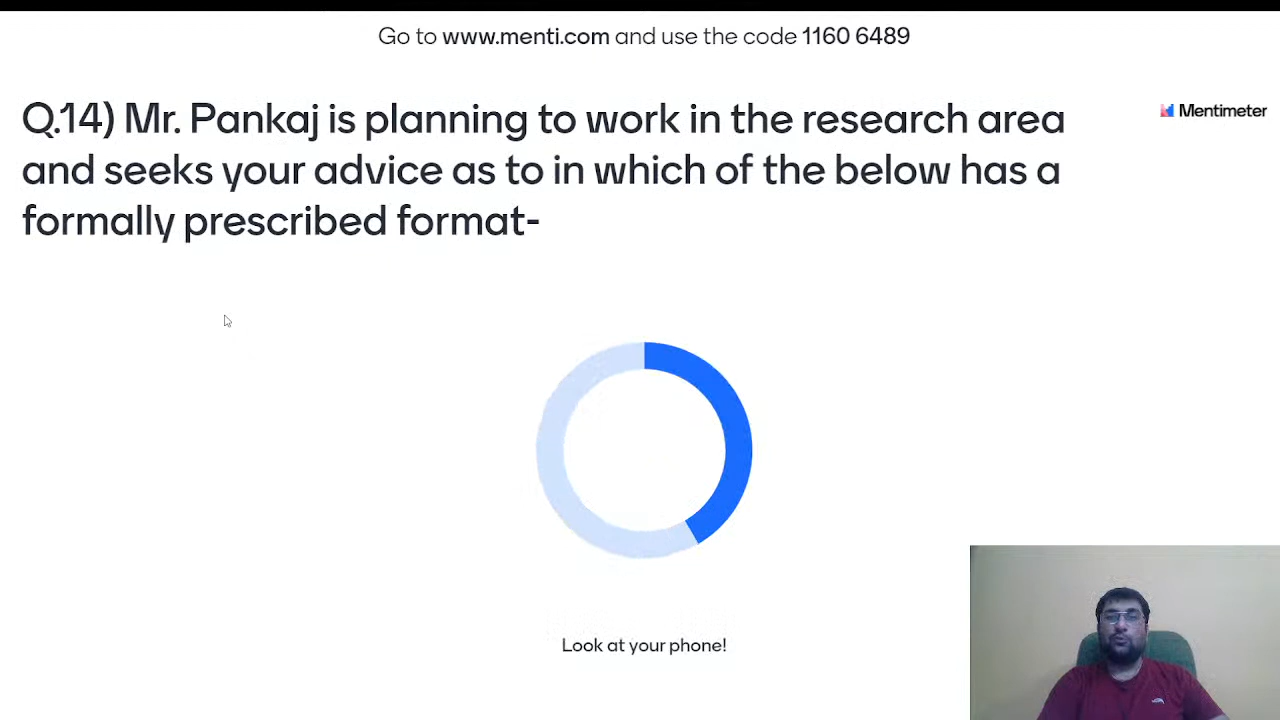 Go to www.menti.com and use the code 1160 6489
Q.14) Mr. Pankaj is planning to work in the research area
and seeks your advice as to in which of the below has a
formally prescribed format-
Mentimeter
Look at your phone!